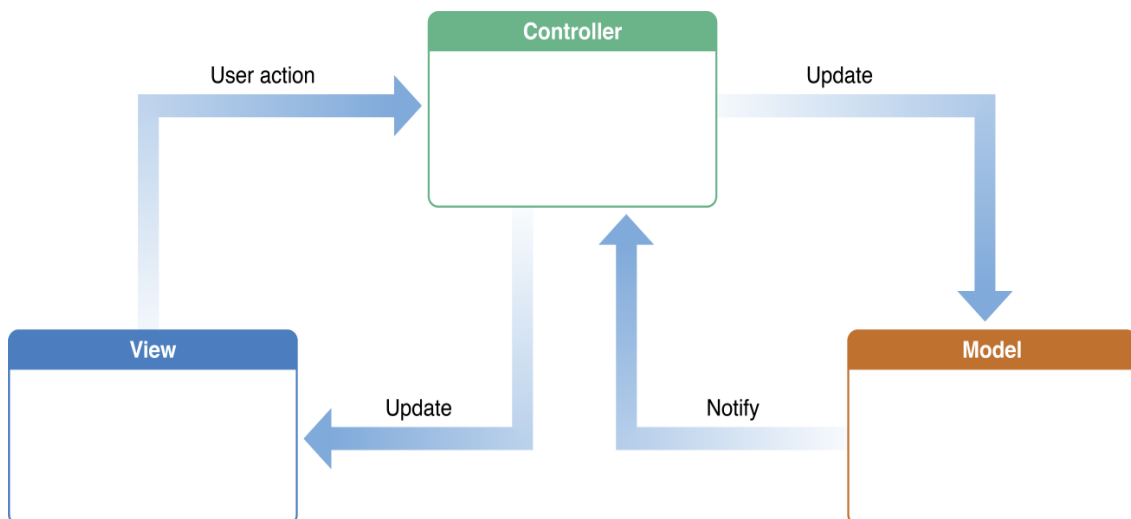 Controller
User action
Update
View
Model
Update
Notify